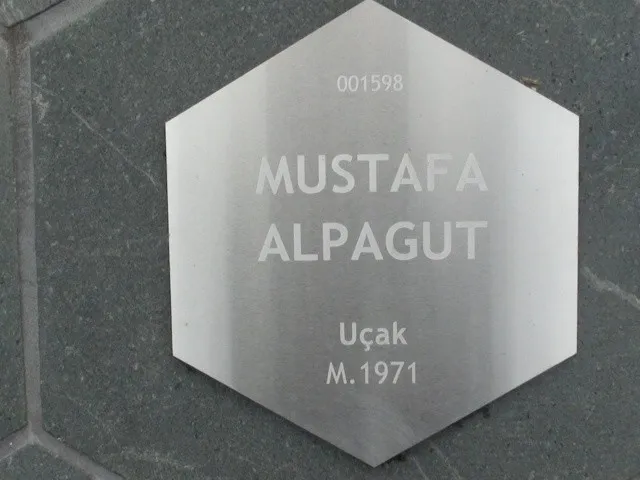 001598
MUSTAFA
ALPAGUT
Uçak
M.1971